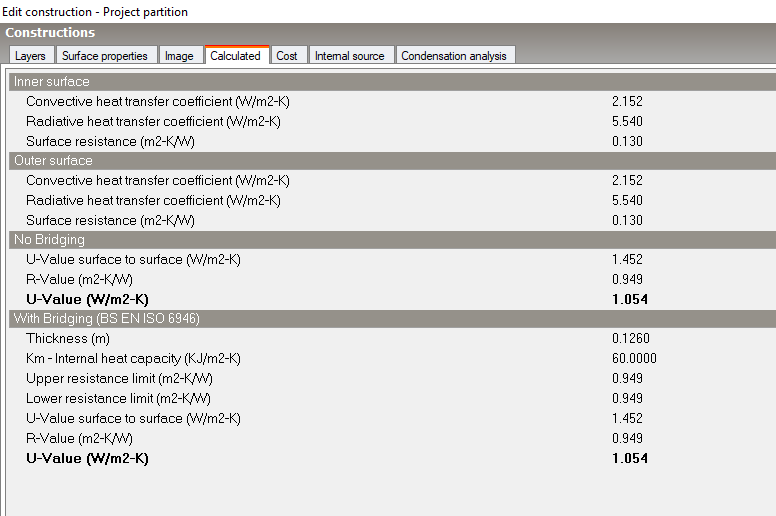 Edit construction - Project partition
Constructions
Layers Surface properties Image Calculated Cost Internal source Condensation analysis
Inner surface
Convective heat transfer coefficient (W/m2-K) 2.152
Radiative heat transfer coefficient (W/m2-K) 5.540
Surface resistance (m2-K/W) 0.130
Outer surface
Convective heat transfer coefficient (W/m2-K) 2.152
Radiative heat transfer coefficient (W/m2-K) 5.540
Surface resistance (m2-K/W) 0.130
No Bridging
U-Value surface to surface (W/m2-K) 1.452
R-Value (m2-K/W) 0.949
U-Value (W/m2-K) 1.054
With Bridging (BS EN ISO 6946)
Thickness (m) 0.1260
Km - Internal heat capacity (KJ/m2-K) 60.0000
Upper resistance limit (m2-K/W) 0.949
Lower resistance limit (m2-K/W) 0.949
U-Value surface to surface (W/m2-K) 1.452
R-Value (m2-K/W) 0.949
U-Value (W/m2-K) 1.054